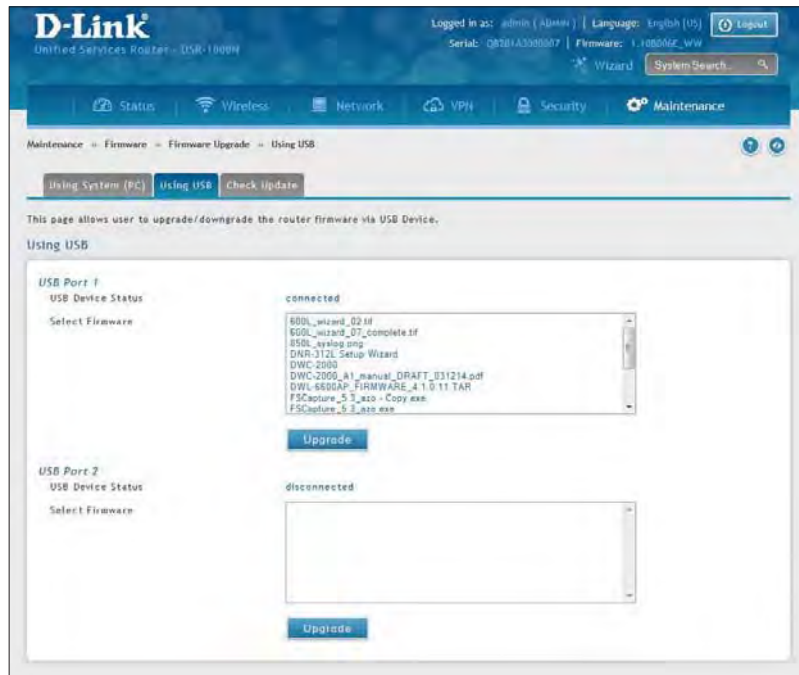 D-Link
Unified Services Router - DSR-1000N
Logged in as: admin ( ADMIN ) | Language: English [US]
Logout
Serial: | Firmware: WW
Wizard
System Search...
Status
Wireless
Network
VPN
Security
Maintenance
Maintenance » Firmware » Firmware Upgrade » Using USB
Using System (PC)
Using USB
Check Update
This page allows user to upgrade/downgrade the router firmware via USB Device.
Using USB
USB Port 1
USB Device Status
connected
Select Firmware
600L_wizard_02.tif
600L_wizard_07_complete.tif
850L_syslog.png
DNR-312L Setup Wizard
DWC-2000
DWC-2000_A1_manual_DRAFT_031214.pdf
DWL-6600AP_FIRMWARE_4.1.0.11.TAR
FSCapture_5.3_azo - Copy.exe
FSCapture_5.3_azo.exe
Upgrade
USB Port 2
USB Device Status
disconnected
Select Firmware
Upgrade